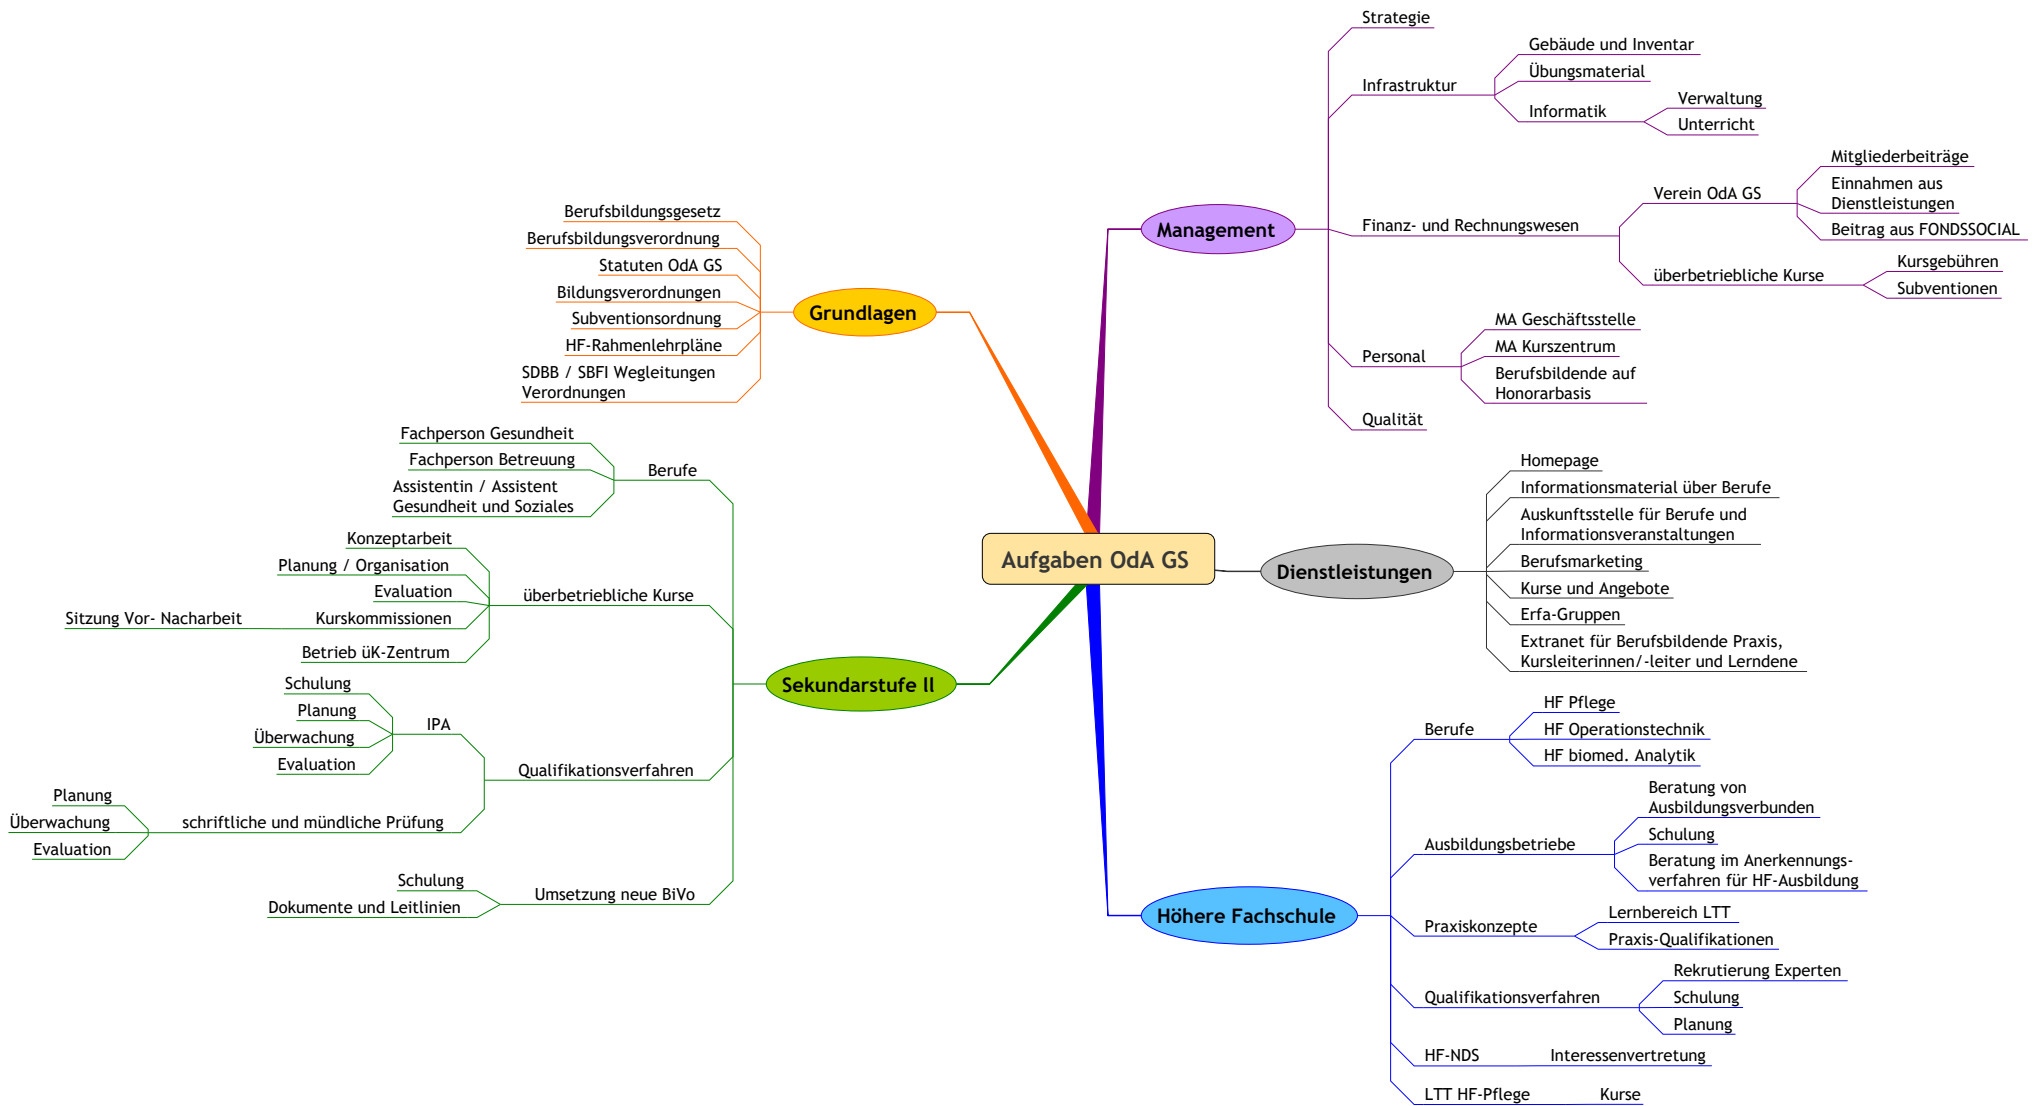 Aufgaben OdA GS
Management
Strategie
Infrastruktur
Gebäude und Inventar
Übungsmaterial
Informatik
Verwaltung
Unterricht
Finanz- und Rechnungswesen
Verein OdA GS
Mitgliederbeiträge
Einnahmen aus
Dienstleistungen
Beitrag aus FONDSSOCIAL
überbetriebliche Kurse
Kursgebühren
Subventionen
Personal
MA Geschäftsstelle
MA Kurszentrum
Berufsbildende auf
Honorarbasis
Qualität
Dienstleistungen
Homepage
Informationsmaterial über Berufe
Auskunftsstelle für Berufe und
Informationsveranstaltungen
Berufsmarketing
Kurse und Angebote
Erfa-Gruppen
Extranet für Berufsbildende Praxis,
Kursleiterinnen/-leiter und Lerndene
Höhere Fachschule
Berufe
HF Pflege
HF Operationstechnik
HF biomed. Analytik
Ausbildungsbetriebe
Beratung von
Ausbildungsverbunden
Schulung
Beratung im Anerkennungs-
verfahren für HF-Ausbildung
Praxiskonzepte
Lernbereich LTT
Praxis-Qualifikationen
Qualifikationsverfahren
Rekrutierung Experten
Schulung
Planung
HF-NDS
Interessenvertretung
LTT HF-Pflege
Kurse
Grundlagen
Berufsbildungsgesetz
Berufsbildungsverordnung
Statuten OdA GS
Bildungsverordnungen
Subventionsordnung
HF-Rahmenlehrpläne
SDBB / SBFI Wegleitungen
Verordnungen
Sekundarstufe ll
Berufe
Fachperson Gesundheit
Fachperson Betreuung
Assistentin / Assistent
Gesundheit und Soziales
überbetriebliche Kurse
Konzeptarbeit
Planung / Organisation
Evaluation
Kurskommissionen
Sitzung Vor- Nacharbeit
Betrieb üK-Zentrum
Qualifikationsverfahren
IPA
Schulung
Planung
Überwachung
Evaluation
schriftliche und mündliche Prüfung
Planung
Überwachung
Evaluation
Umsetzung neue BiVo
Schulung
Dokumente und Leitlinien